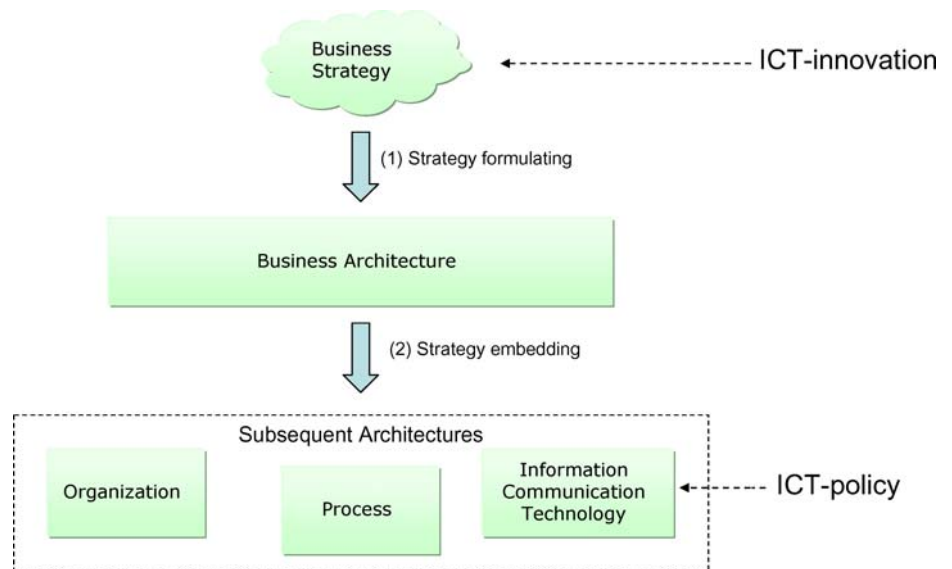 Business
Strategy
ICT-innovation
(1) Strategy formulating
Business Architecture
(2) Strategy embedding
Subsequent Architectures
Organization
Process
Information
Communication
Technology
ICT-policy